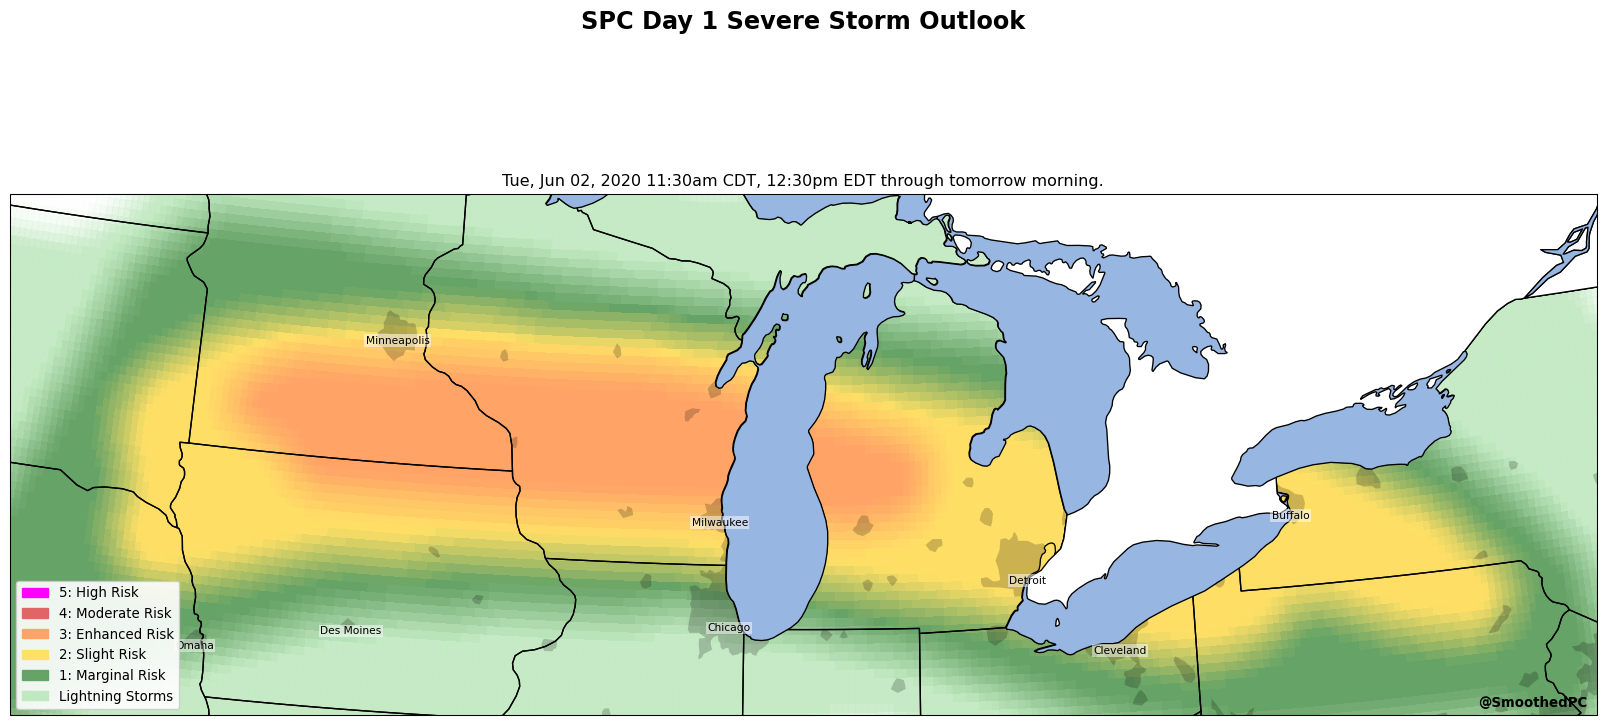 SPC Day 1 Severe Storm Outlook
Tue, Jun 02, 2020 11:30am CDT, 12:30pm EDT through tomorrow morning.
Minneapolis
Milwaukee
Buffalo
Detroit
Chicago
Des Moines
Omaha
Cleveland
5: High Risk
4: Moderate Risk
3: Enhanced Risk
2: Slight Risk
1: Marginal Risk
Lightning Storms
@SmoothedPC